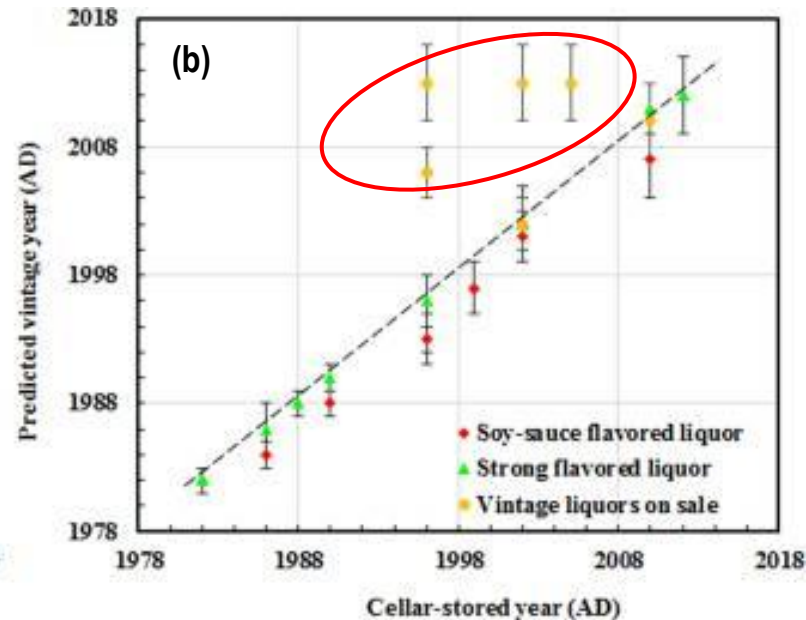 (b)
Predicted vintage year (AD)
2018
2008
1998
1988
1978
Soy-sauce flavored liquor
Strong flavored liquor
Vintage liquors on sale
1978 1988 1998 2008 2018
Cellar-stored year (AD)